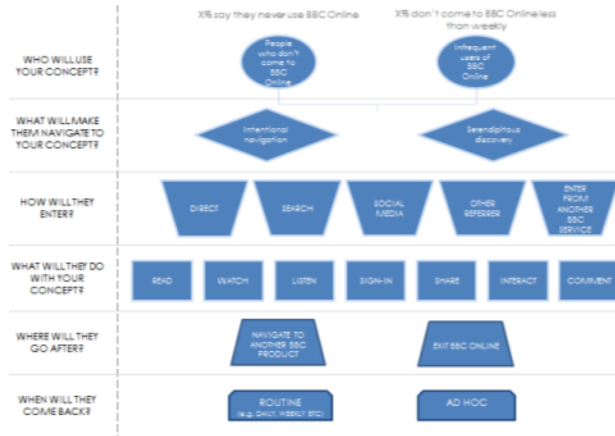 X% say they never use BBC Online
X% don't come to BBC Online less
than weekly
WHO WILL USE
YOUR CONCEPT?
People
who don't
come to
BBC
Online
Infrequent
users of
BBC
Online
WHAT WILL MAKE
THEM NAVIGATE TO
YOUR CONCEPT?
Intentional
navigation
Serendipitous
discovery
HOW WILL THEY
ENTER?
DIRECT
SEARCH
SOCIAL
MEDIA
OTHER
REFERRER
ENTER
FROM
ANOTHER
BBC
SERVICE
WHAT WILL THEY DO
WITH YOUR
CONCEPT?
READ
WATCH
LISTEN
SIGN-IN
SHARE
INTERACT
COMMENT
WHERE WILL THEY
GO AFTER?
NAVIGATE TO
ANOTHER BBC
PRODUCT
EXIT BBC ONLINE
WHEN WILL THEY
COME BACK?
ROUTINE
(e.g. DAILY, WEEKLY ETC)
AD HOC